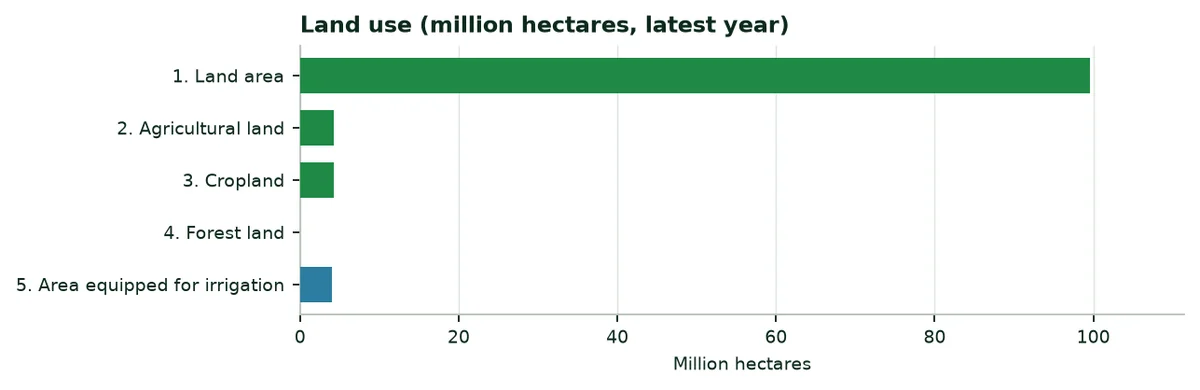 Land use (million hectares, latest year)
1. Land area
2. Agricultural land
3. Cropland
4. Forest land
5. Area equipped for irrigation
0 20 40 60 80 100
Million hectares